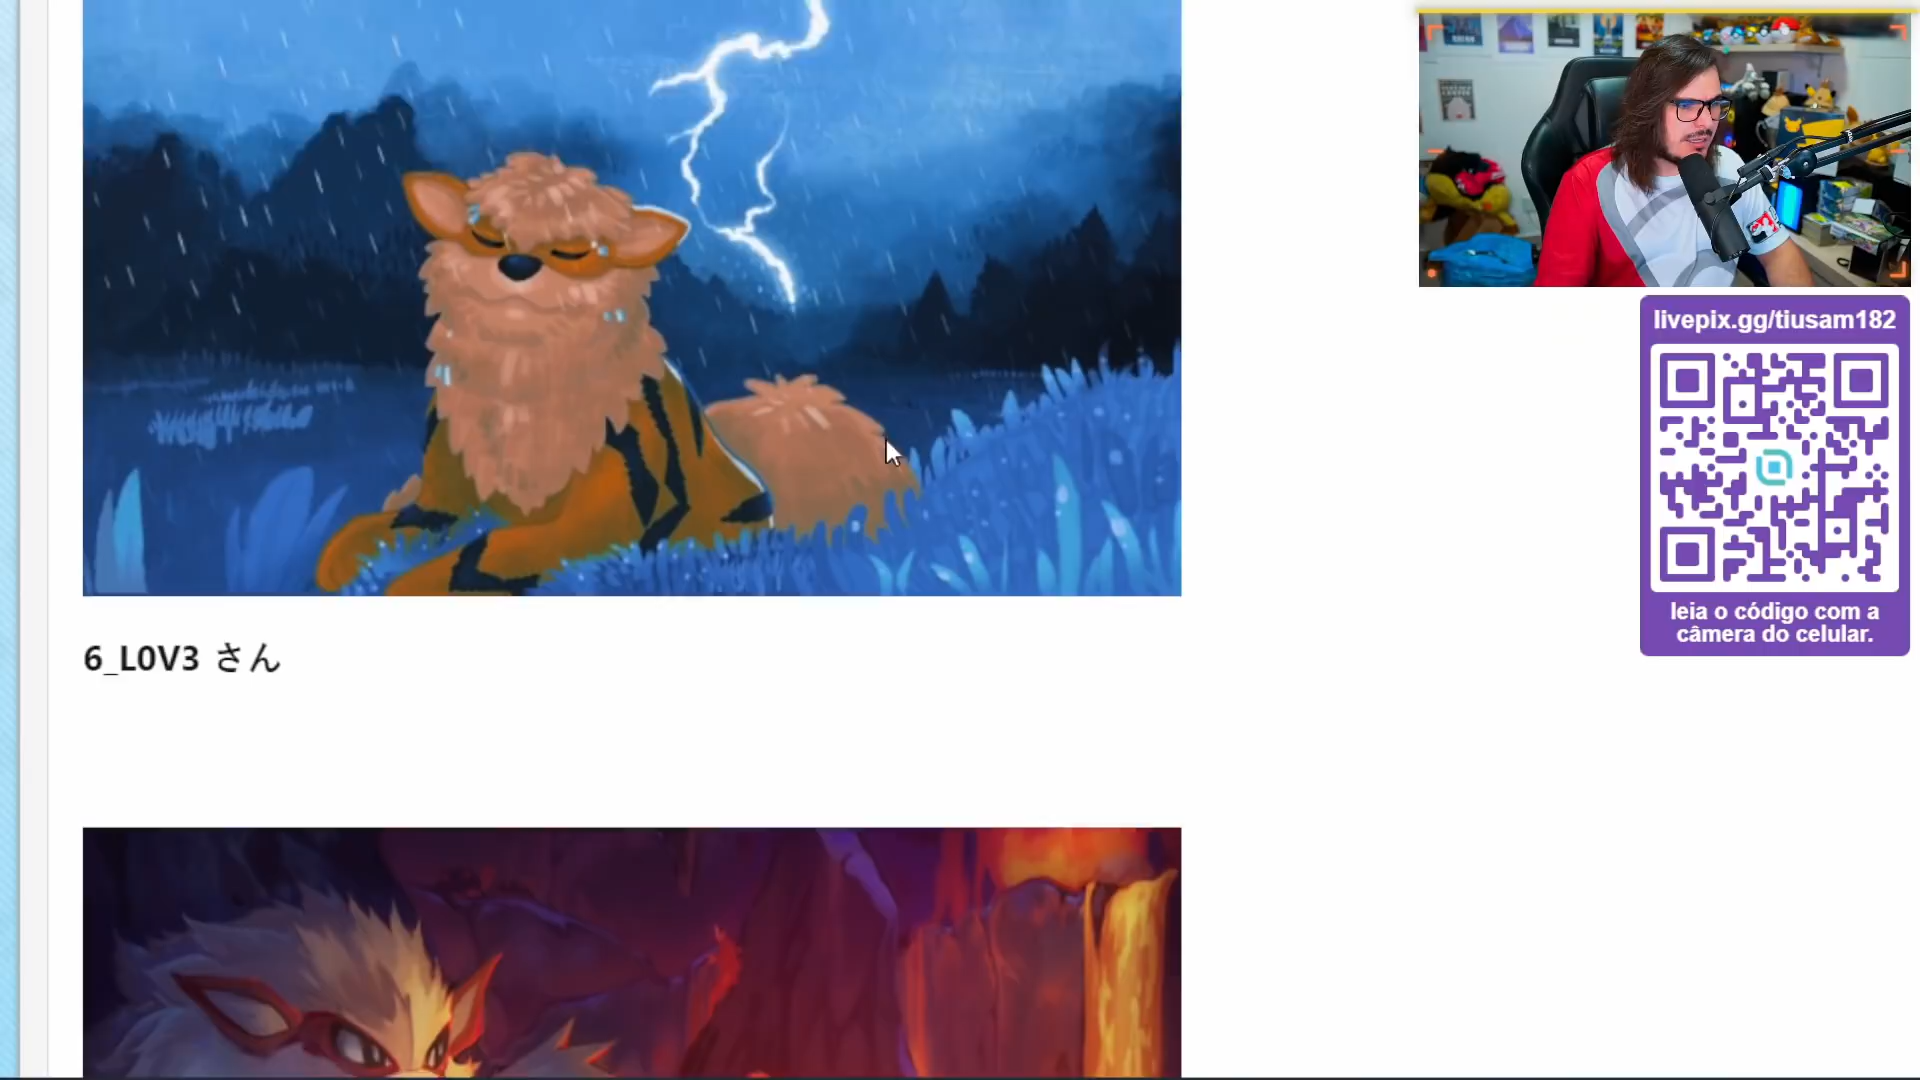 livepix.gg/tiusam182
leia o código com a
câmera do celular.
6_L0V3 さん